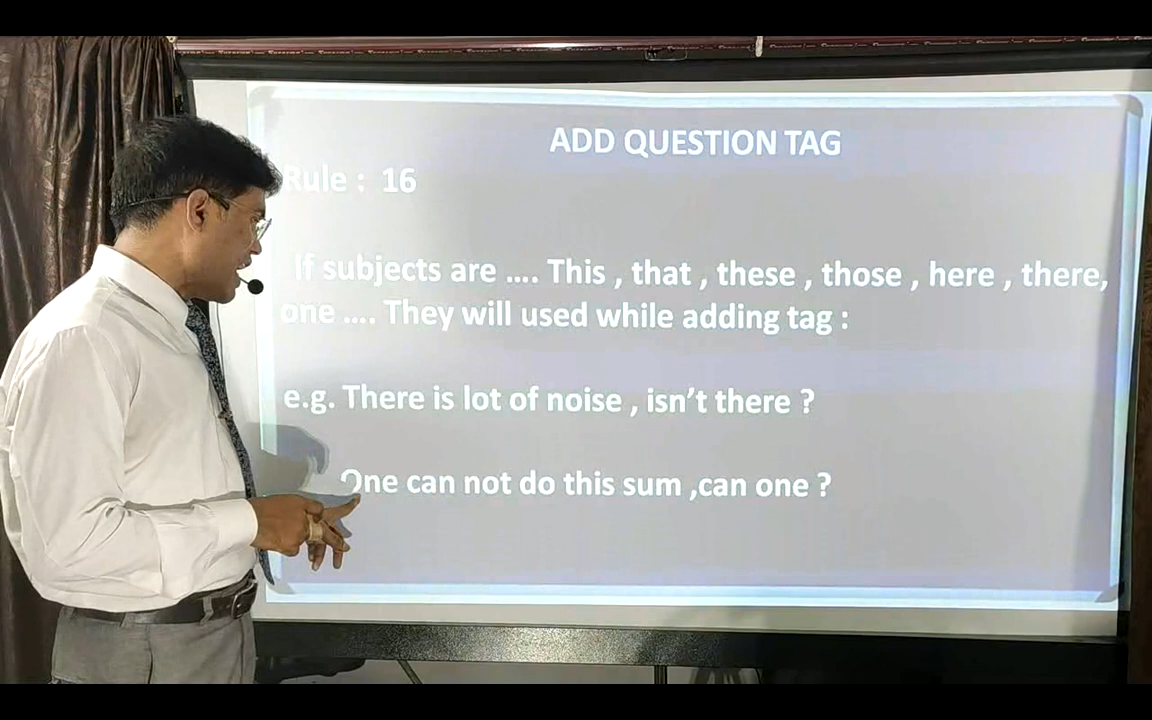 ADD QUESTION TAG
Rule : 16
If subjects are .... This , that , these , those , here , there,
one .... They will used while adding tag :
e.g. There is lot of noise , isn't there ?
One can not do this sum ,can one ?